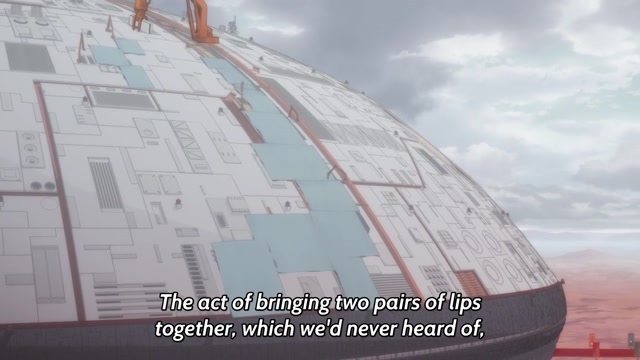 The act of bringing two pairs of lips
together, which we'd never heard of,